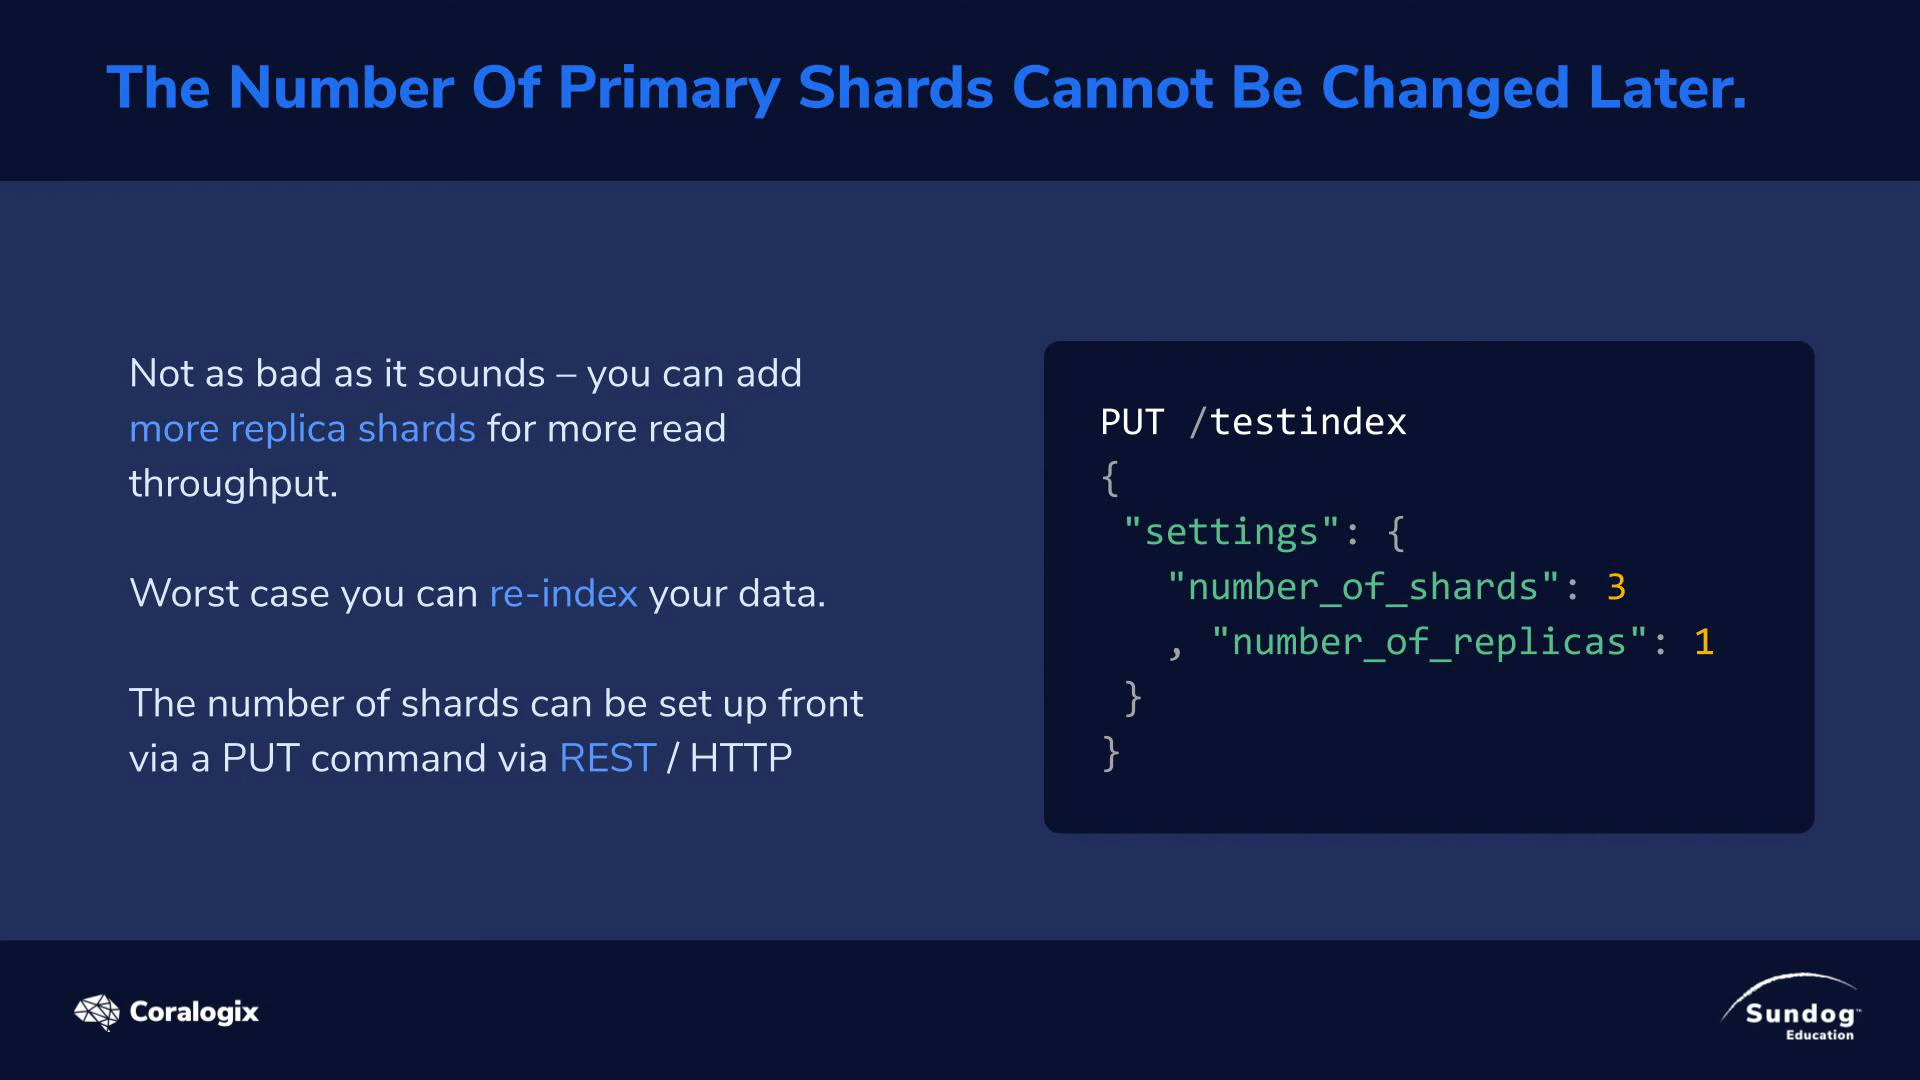 The Number Of Primary Shards Cannot Be Changed Later.
Not as bad as it sounds – you can add
more replica shards for more read
throughput.
Worst case you can re-index your data.
The number of shards can be set up front
via a PUT command via REST / HTTP
PUT /testindex
{
"settings": {
"number_of_shards": 3
, "number_of_replicas": 1
}
}
Coralogix
Sundog™
Education